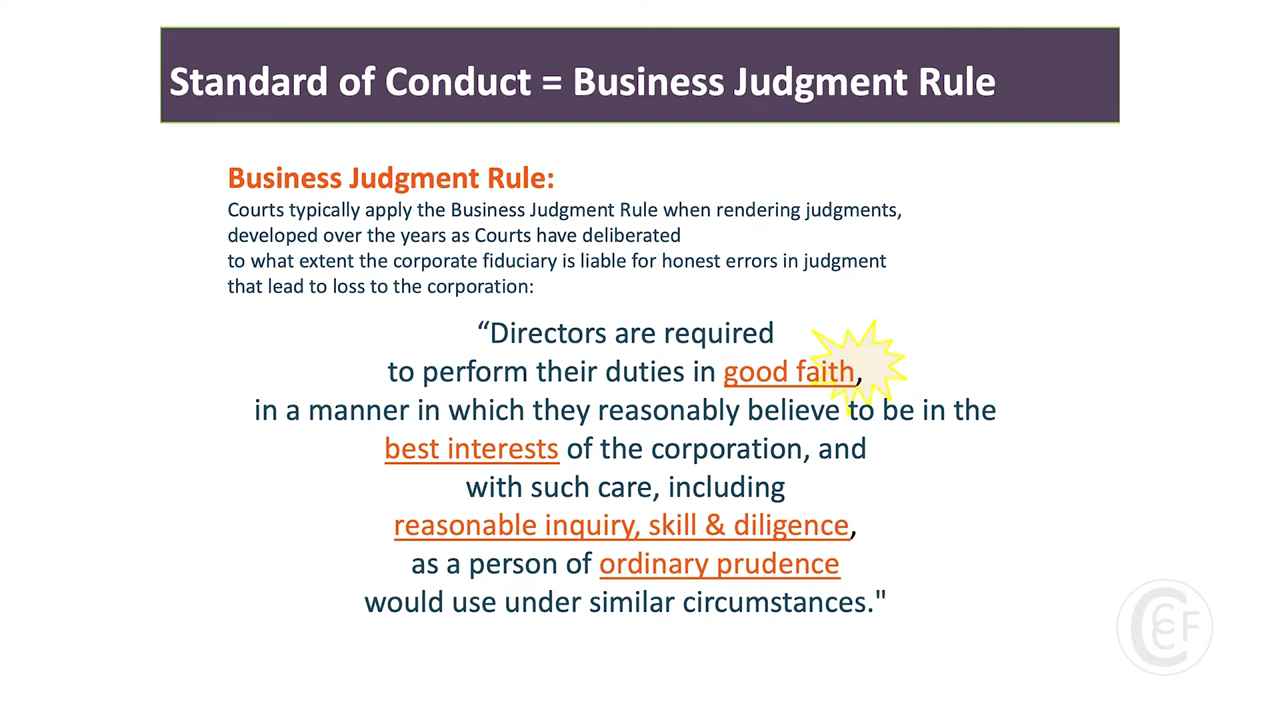 Standard of Conduct = Business Judgment Rule
Business Judgment Rule:
Courts typically apply the Business Judgment Rule when rendering judgments,
developed over the years as Courts have deliberated
to what extent the corporate fiduciary is liable for honest errors in judgment
that lead to loss to the corporation:
“Directors are required
to perform their duties in good faith,
in a manner in which they reasonably believe to be in the
best interests of the corporation, and
with such care, including
reasonable inquiry, skill & diligence,
as a person of ordinary prudence
would use under similar circumstances."
CCCF